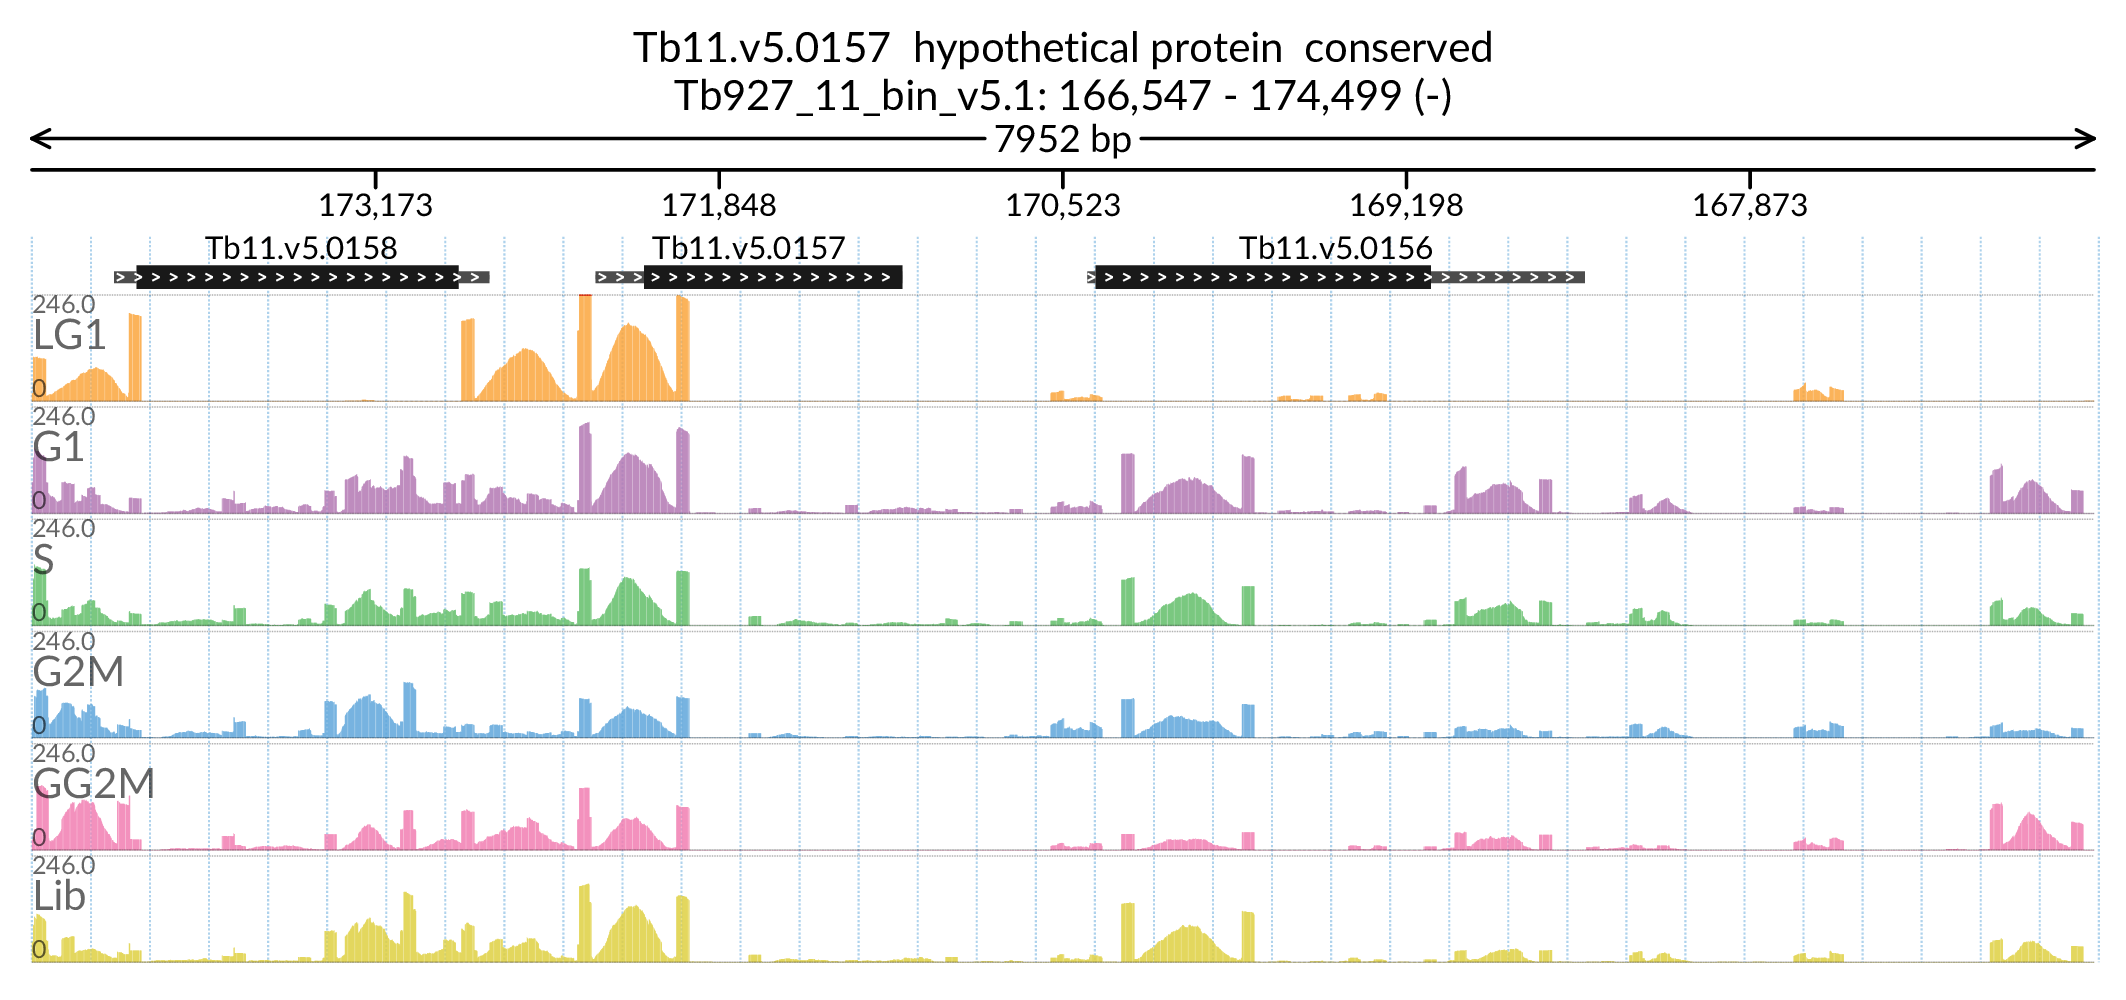 Tb11.v5.0157 hypothetical protein conserved
Tb927_11_bin_v5.1: 166,547 - 174,499 (-)
7952 bp
173,173 171,848 170,523 169,198 167,873
Tb11.v5.0158 Tb11.v5.0157 Tb11.v5.0156
246.0
LG1
0
246.0
G1
0
246.0
S
0
246.0
G2M
0
246.0
GG2M
0
246.0
Lib
0